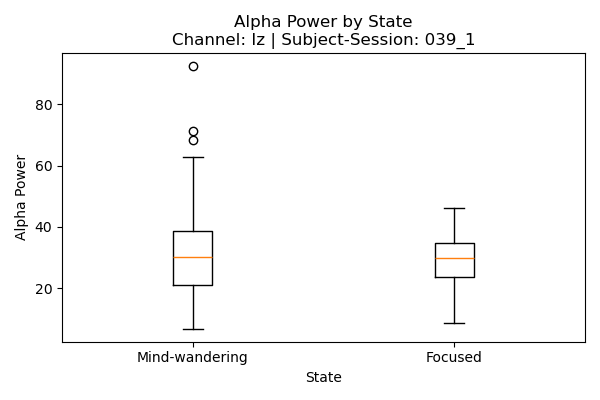 Alpha Power by State
Channel: Iz | Subject-Session: 039_1
Alpha Power
80
60
40
20
Mind-wandering Focused
State